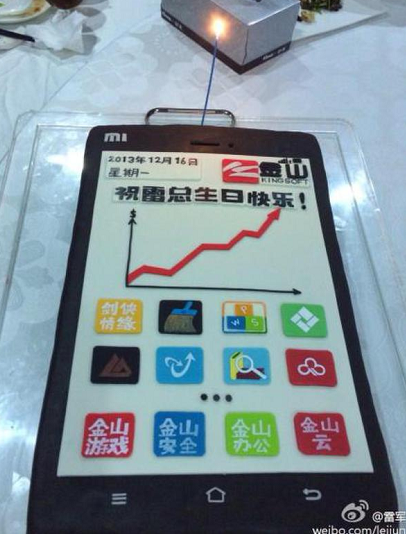 mi
2013年12月16日
星期一
金山
KINGSOFT
祝雷总生日快乐!
$
剑侠
情缘
P
W S
金山
游戏
金山
安全
金山
办公
金山
云
@雷军
weibo.com/leijun